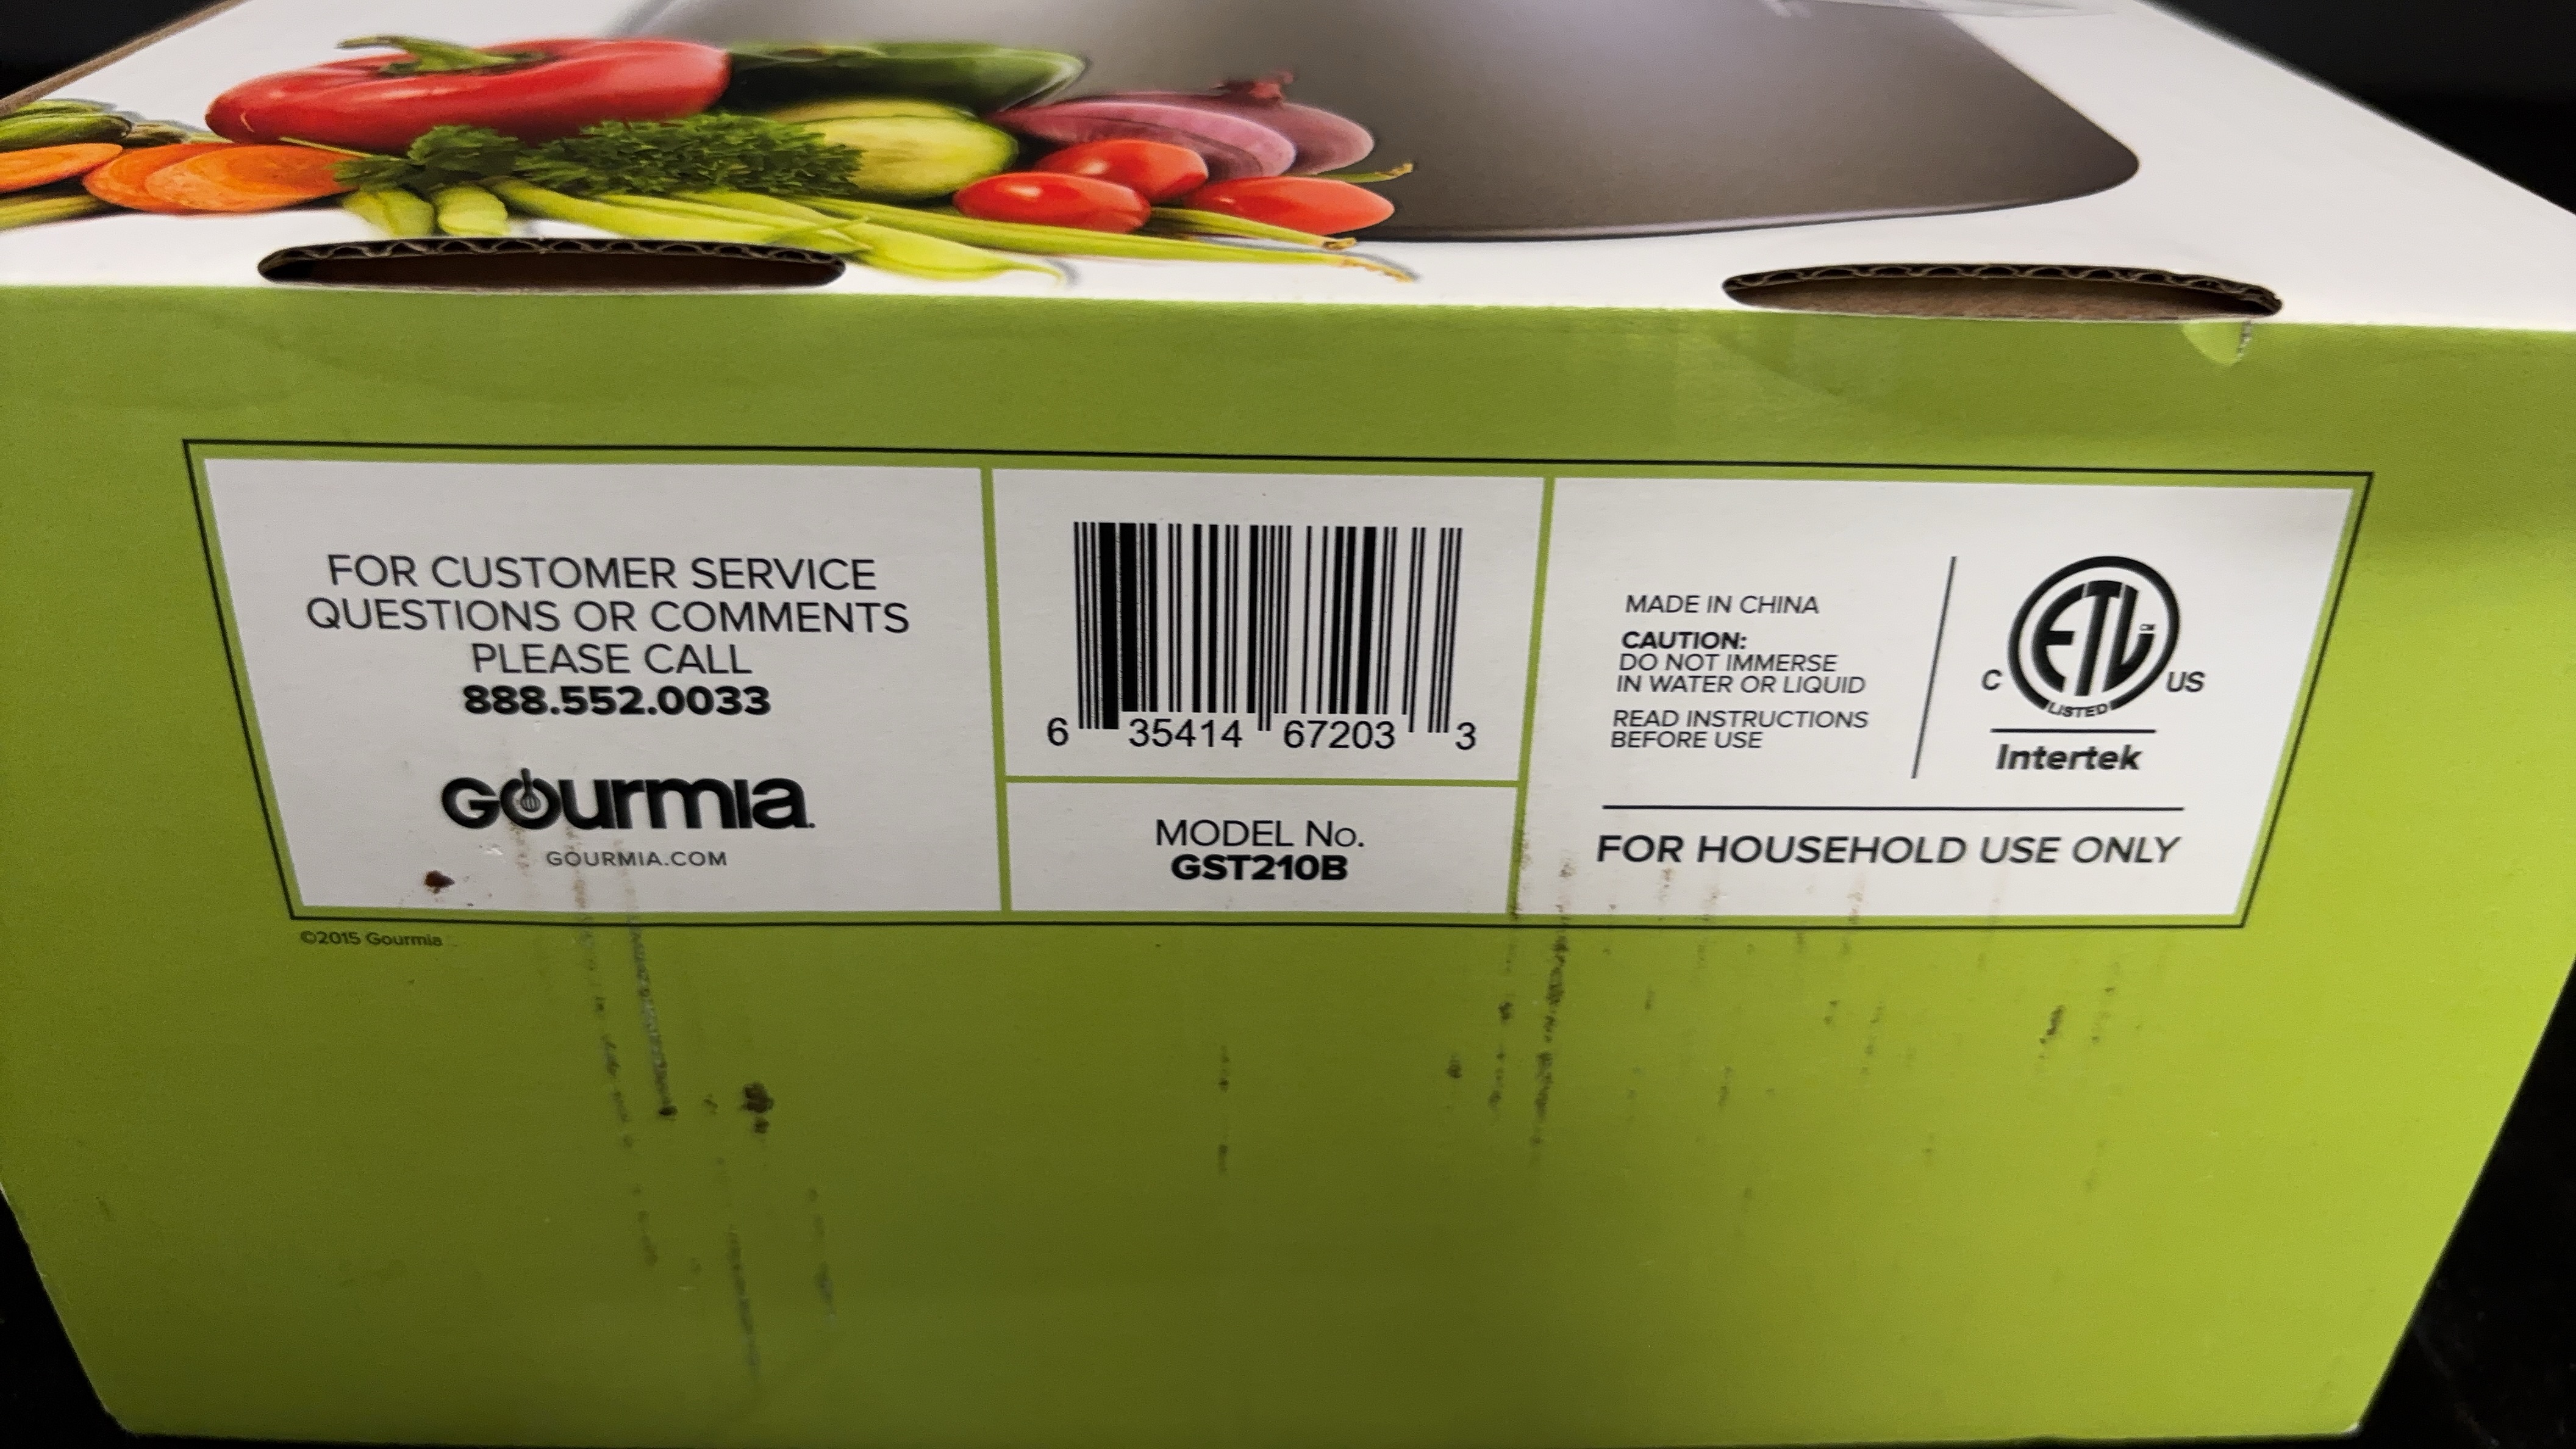 FOR CUSTOMER SERVICE
QUESTIONS OR COMMENTS
PLEASE CALL
888.552.0033
Gourmia.
GOURMIA.COM
©2015 Gourmia
6 35414 67203 3
MODEL No.
GST210B
MADE IN CHINA
CAUTION:
DO NOT IMMERSE
IN WATER OR LIQUID
READ INSTRUCTIONS
BEFORE USE
ETL CM
C US
LISTED
Intertek
FOR HOUSEHOLD USE ONLY